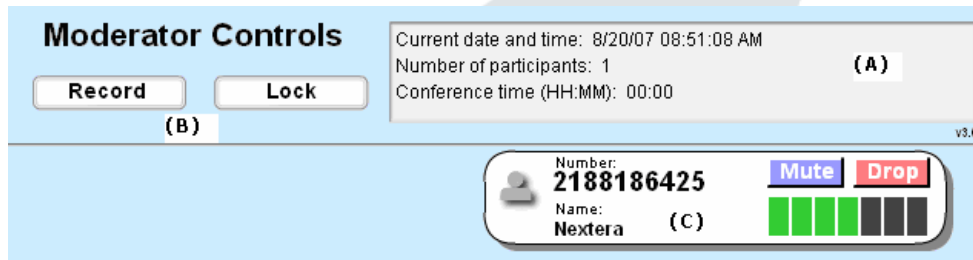 Moderator Controls
Record Lock
(B)
Current date and time: 8/20/07 08:51:08 AM
Number of participants: 1
Conference time (HH:MM): 00:00
(A)
Number:
2188186425
Name:
Nextera
(C)
Mute Drop